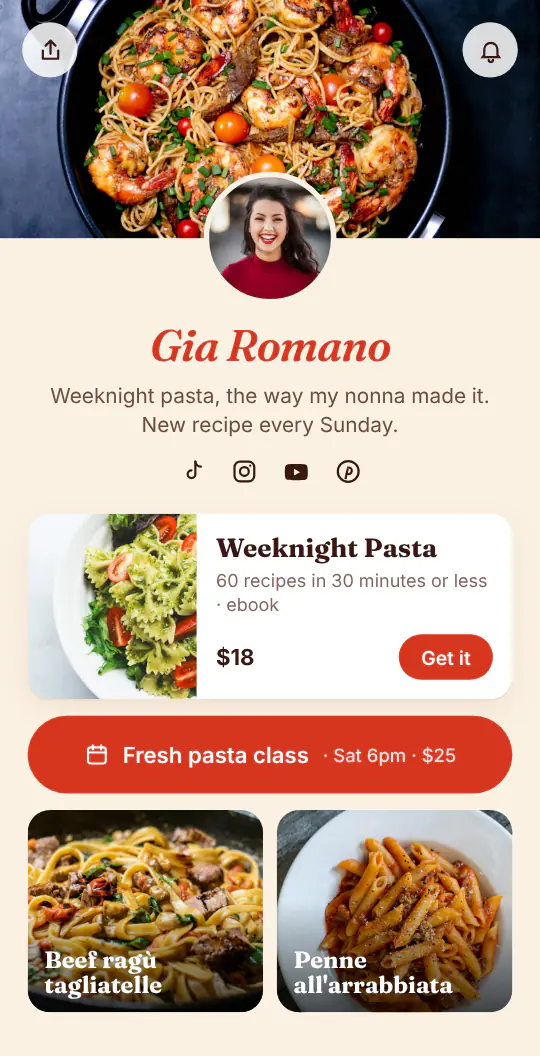 Gia Romano
Weeknight pasta, the way my nonna made it.
New recipe every Sunday.
Weeknight Pasta
60 recipes in 30 minutes or less
· ebook
$18
Get it
Fresh pasta class · Sat 6pm · $25
Beef ragù
tagliatelle
Penne
all'arrabbiata